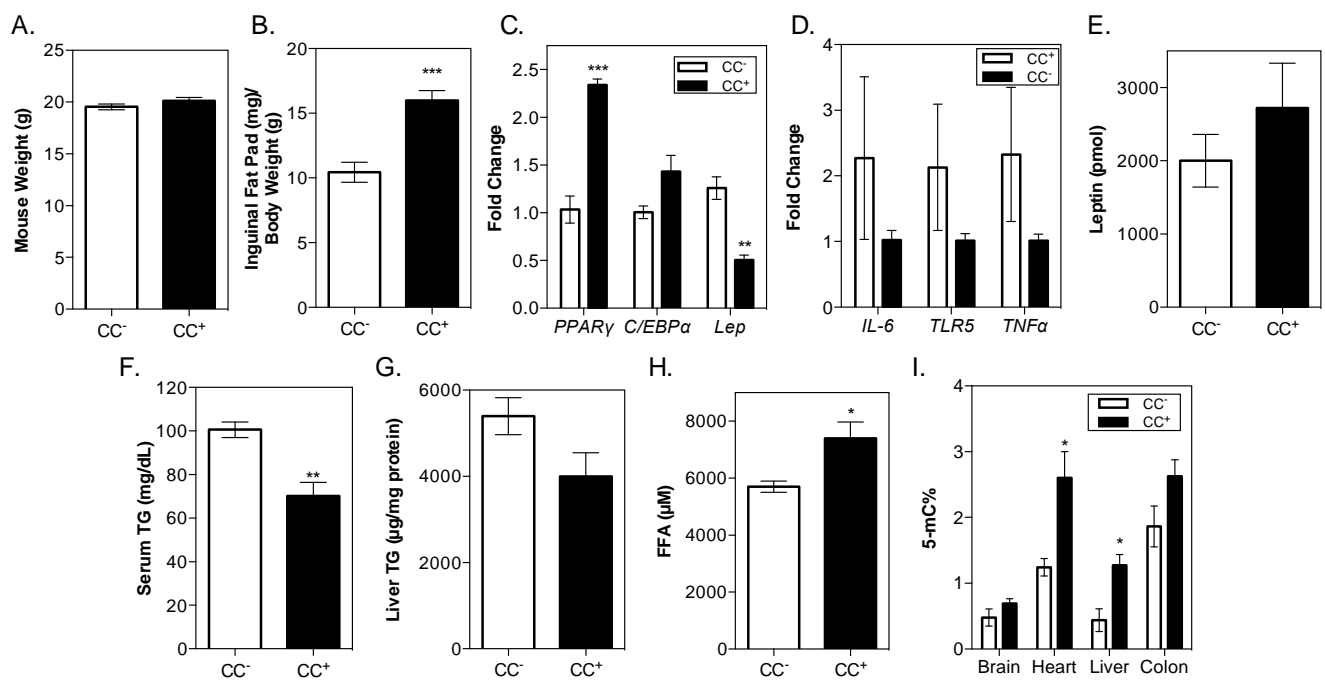 A.
Mouse Weight (g)
25
20
15
10
5
0
CC-
CC+
B.
Inguinal Fat Pad (mg)/
Body Weight (g)
20
15
10
5
0
***
CC-
CC+
C.
Fold Change
2.5
2.0
1.5
1.0
0.5
0.0
***
**
CC-
CC+
PPARγ C/EBPα Lep
D.
Fold Change
4
3
2
1
0
CC+
CC-
IL-6 TLR5 TNFα
E.
Leptin (pmol)
3000
2000
1000
0
CC-
CC+
F.
Serum TG (mg/dL)
120
100
80
60
40
20
0
**
CC-
CC+
G.
Liver TG (µg/mg protein)
6000
4000
2000
0
CC-
CC+
H.
FFA (µM)
8000
6000
4000
2000
0
*
CC-
CC+
I.
5-mC%
4
3
2
1
0
CC-
CC+
*
*
Brain Heart Liver Colon